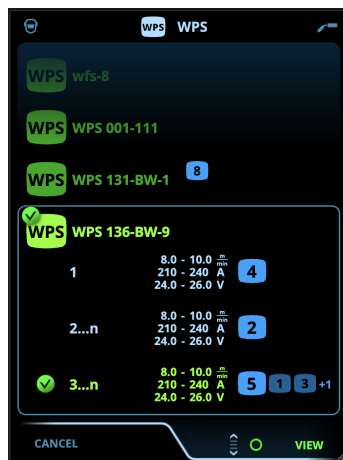 WPS WPS
WPS wfs-8
WPS WPS 001-111
WPS WPS 131-BW-1 8
WPS WPS 136-BW-9
1 8.0 - 10.0 m/min
210 - 240 A 4
24.0 - 26.0 V
2...n 8.0 - 10.0 m/min
210 - 240 A 2
24.0 - 26.0 V
3...n 8.0 - 10.0 m/min
210 - 240 A 5 1 3 +1
24.0 - 26.0 V
CANCEL VIEW